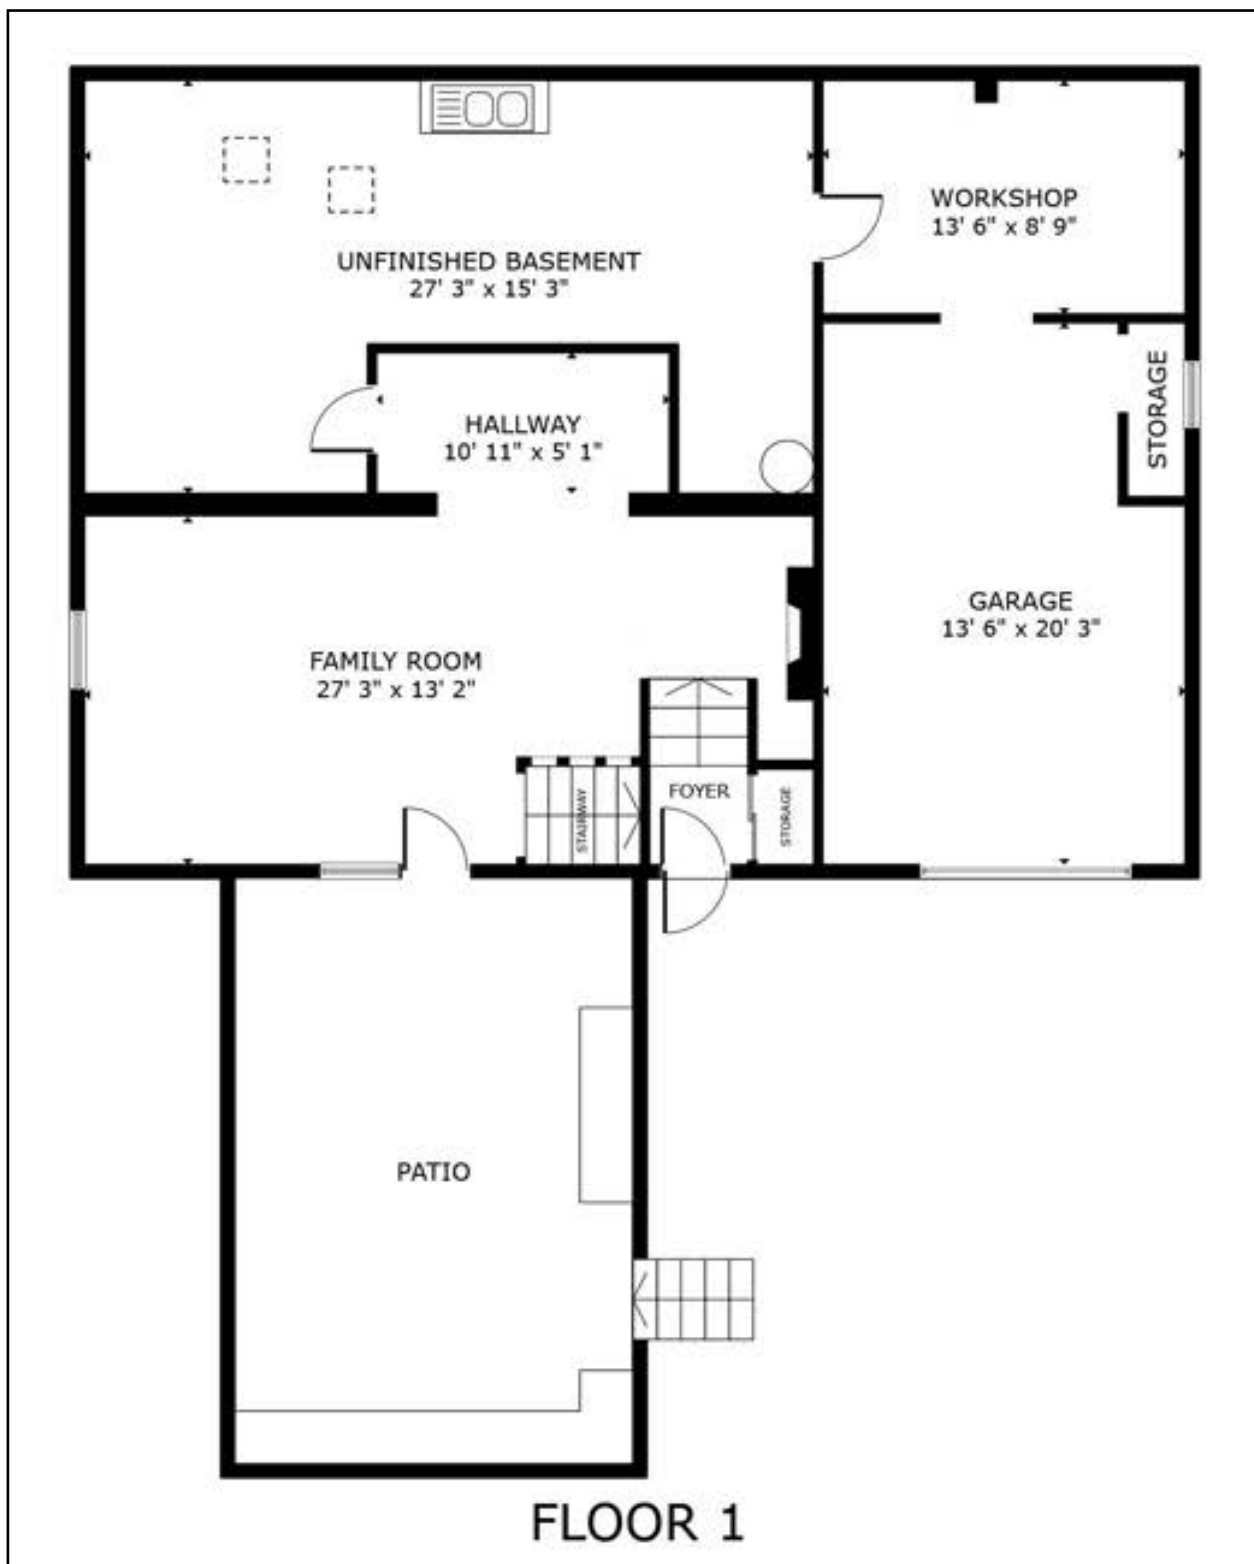 WORKSHOP
13' 6" x 8' 9"
UNFINISHED BASEMENT
27' 3" x 15' 3"
STORAGE
HALLWAY
10' 11" x 5' 1"
GARAGE
13' 6" x 20' 3"
FAMILY ROOM
27' 3" x 13' 2"
STAIRWAY
FOYER
STORAGE
PATIO
FLOOR 1